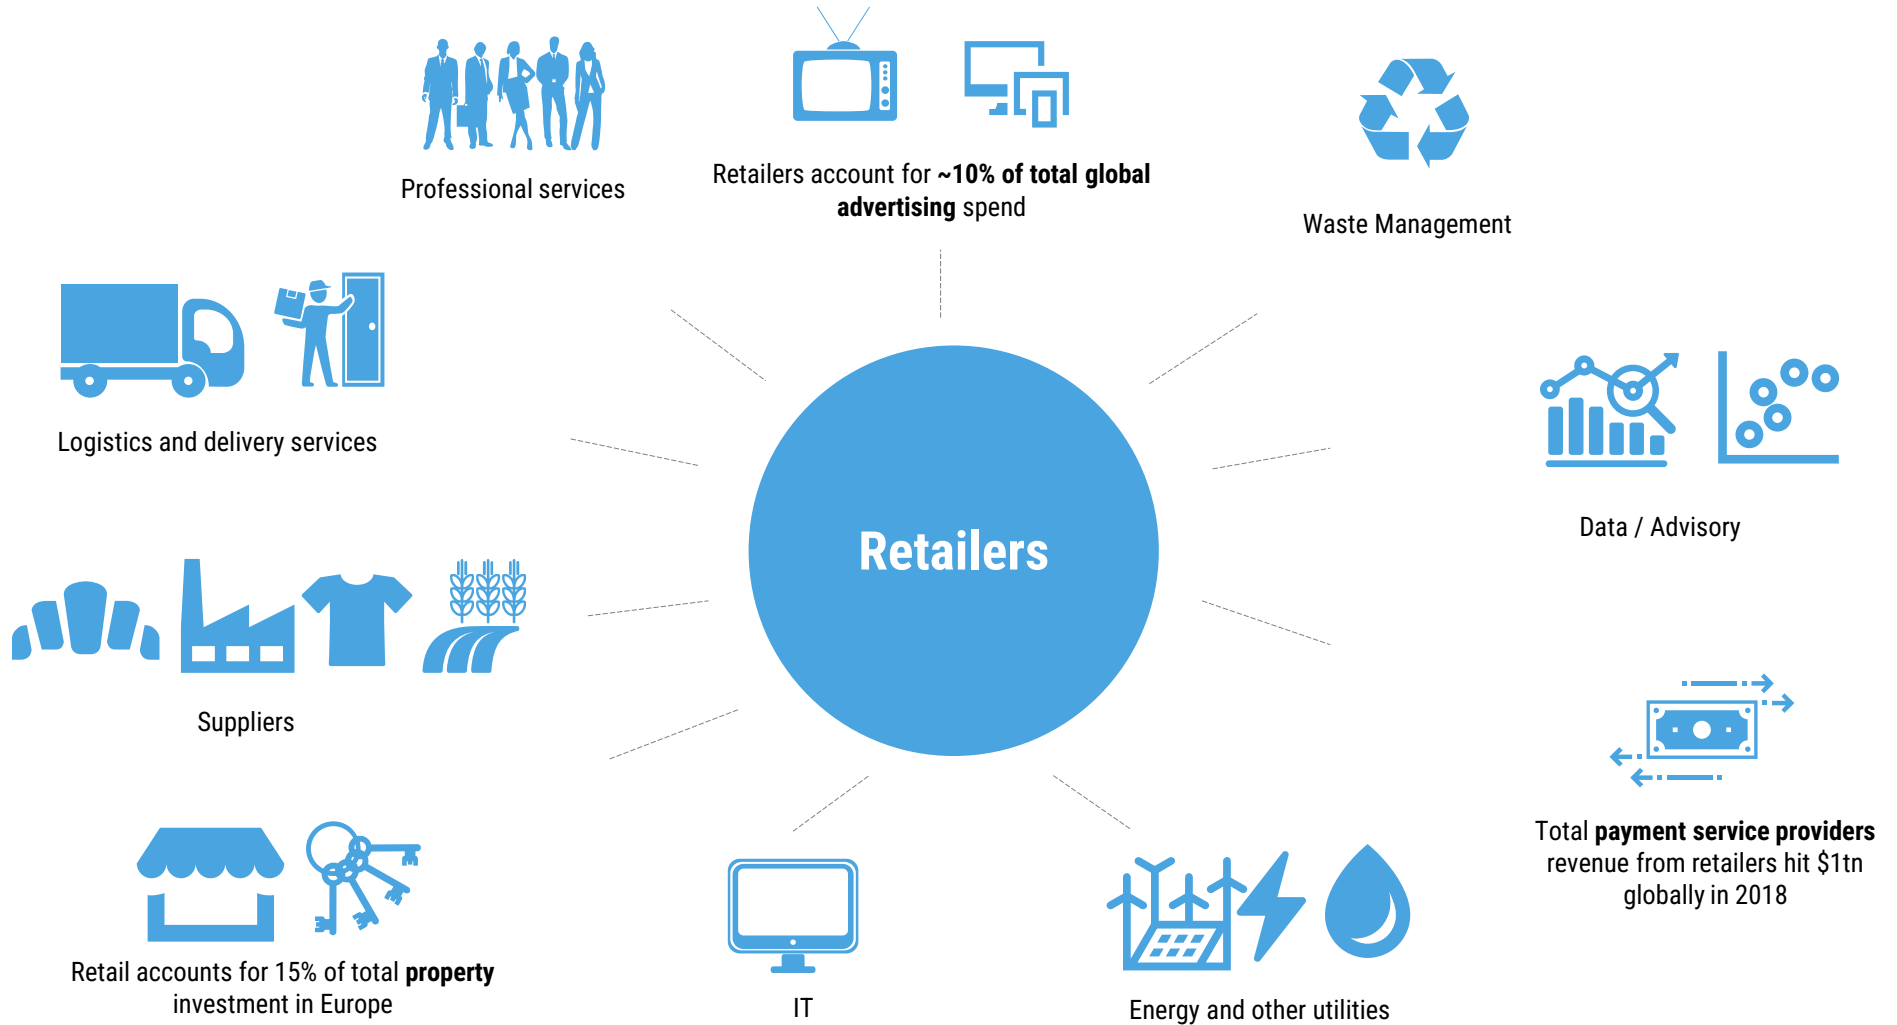 Professional services
Retailers account for ~10% of total global
advertising spend
Waste Management
Logistics and delivery services
Data / Advisory
Retailers
Suppliers
Total payment service providers
revenue from retailers hit $1tn
globally in 2018
Retail accounts for 15% of total property
investment in Europe
IT
Energy and other utilities